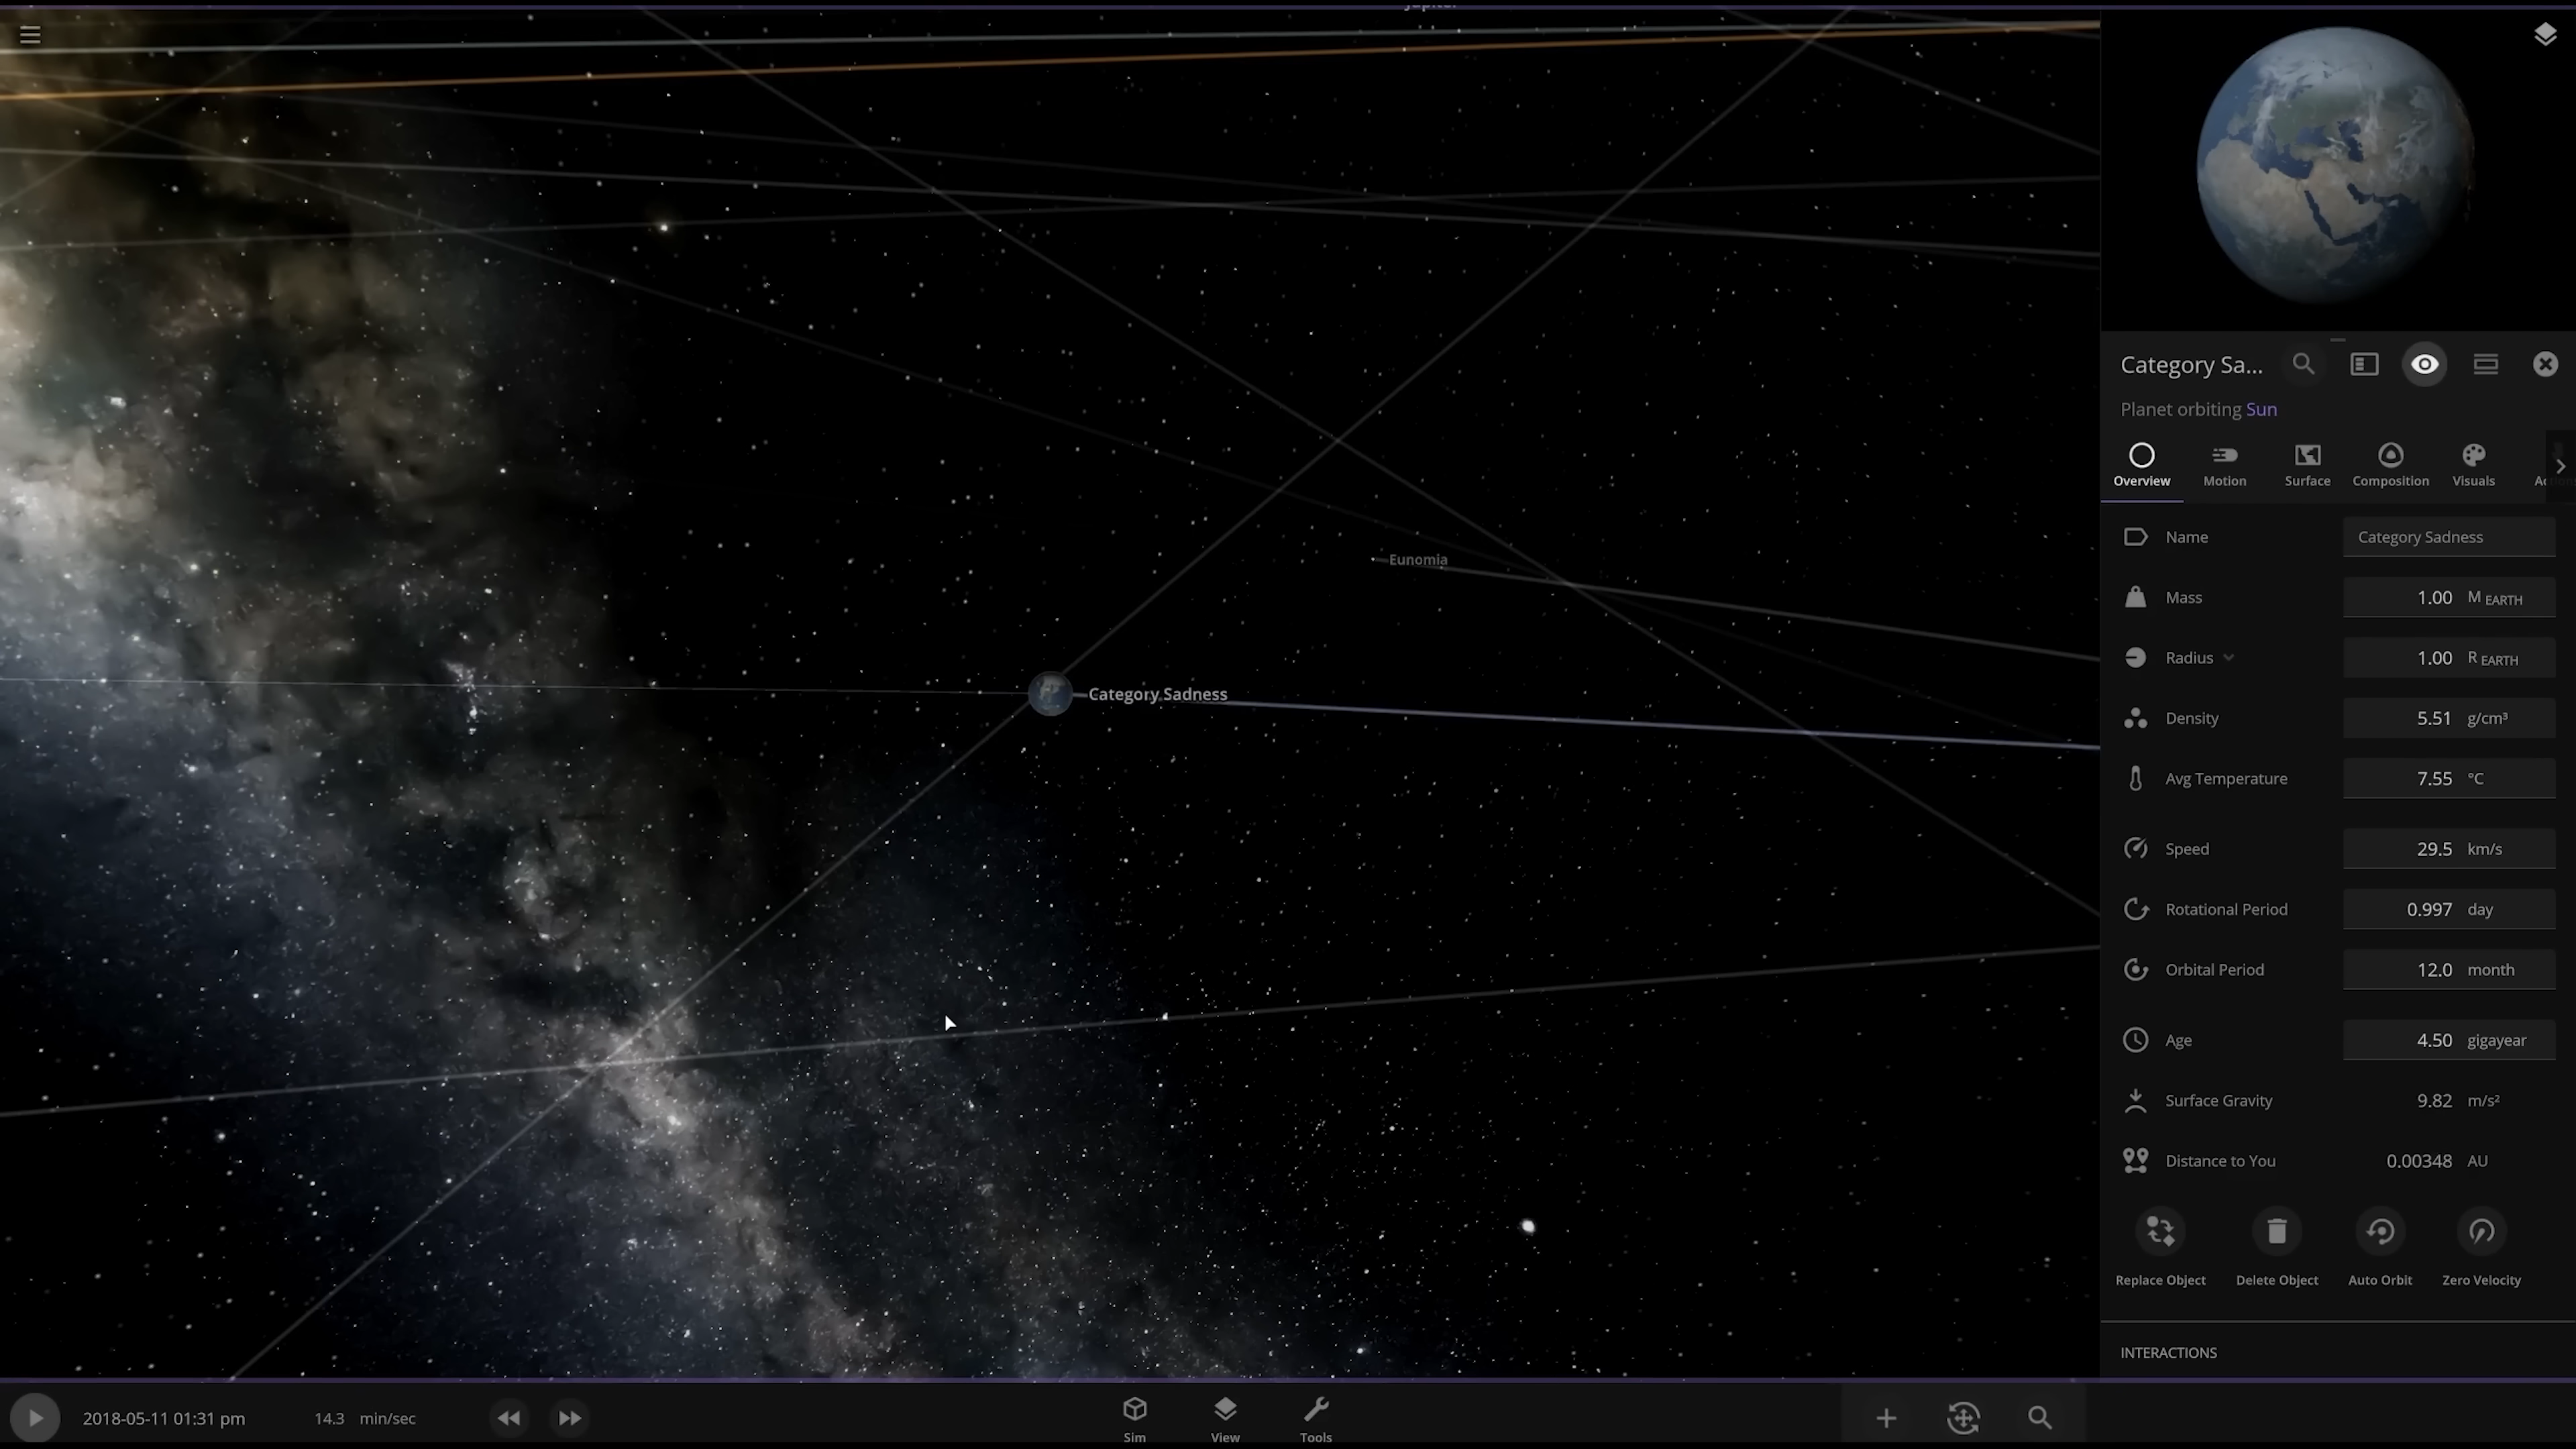 Jupiter
Category Sa...
Planet orbiting Sun
Overview
Motion
Surface
Composition
Visuals
Name Category Sadness
Mass 1.00 M EARTH
Radius 1.00 R EARTH
Density 5.51 g/cm³
Avg Temperature 7.55 °C
Speed 29.5 km/s
Rotational Period 0.997 day
Orbital Period 12.0 month
Age 4.50 gigayear
Surface Gravity 9.82 m/s²
Distance to You 0.00348 AU
Replace Object
Delete Object
Auto Orbit
Zero Velocity
INTERACTIONS
Eunomia
Category Sadness
2018-05-11 01:31 pm
14.3 min/sec
Sim
View
Tools